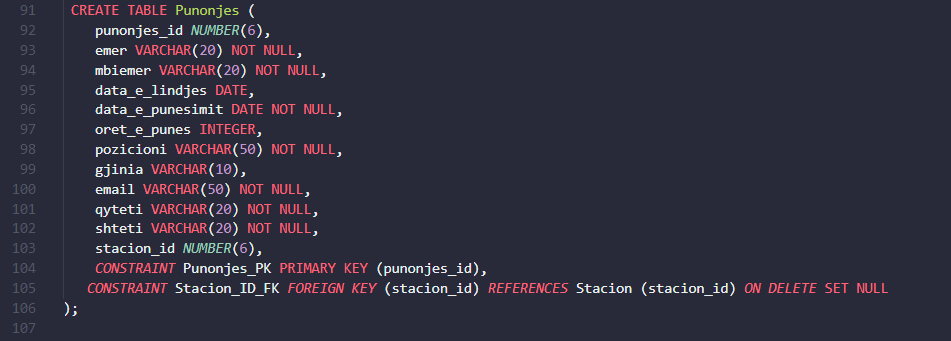 91 CREATE TABLE Punonjes (
92 punonjes_id NUMBER(6),
93 emer VARCHAR(20) NOT NULL,
94 mbiemer VARCHAR(20) NOT NULL,
95 data_e_lindjes DATE,
96 data_e_punesimit DATE NOT NULL,
97 oret_e_punes INTEGER,
98 pozicioni VARCHAR(50) NOT NULL,
99 gjinia VARCHAR(10),
100 email VARCHAR(50) NOT NULL,
101 qyteti VARCHAR(20) NOT NULL,
102 shteti VARCHAR(20) NOT NULL,
103 stacion_id NUMBER(6),
104 CONSTRAINT Punonjes_PK PRIMARY KEY (punonjes_id),
105 CONSTRAINT Stacion_ID_FK FOREIGN KEY (stacion_id) REFERENCES Stacion (stacion_id) ON DELETE SET NULL
106 );
107